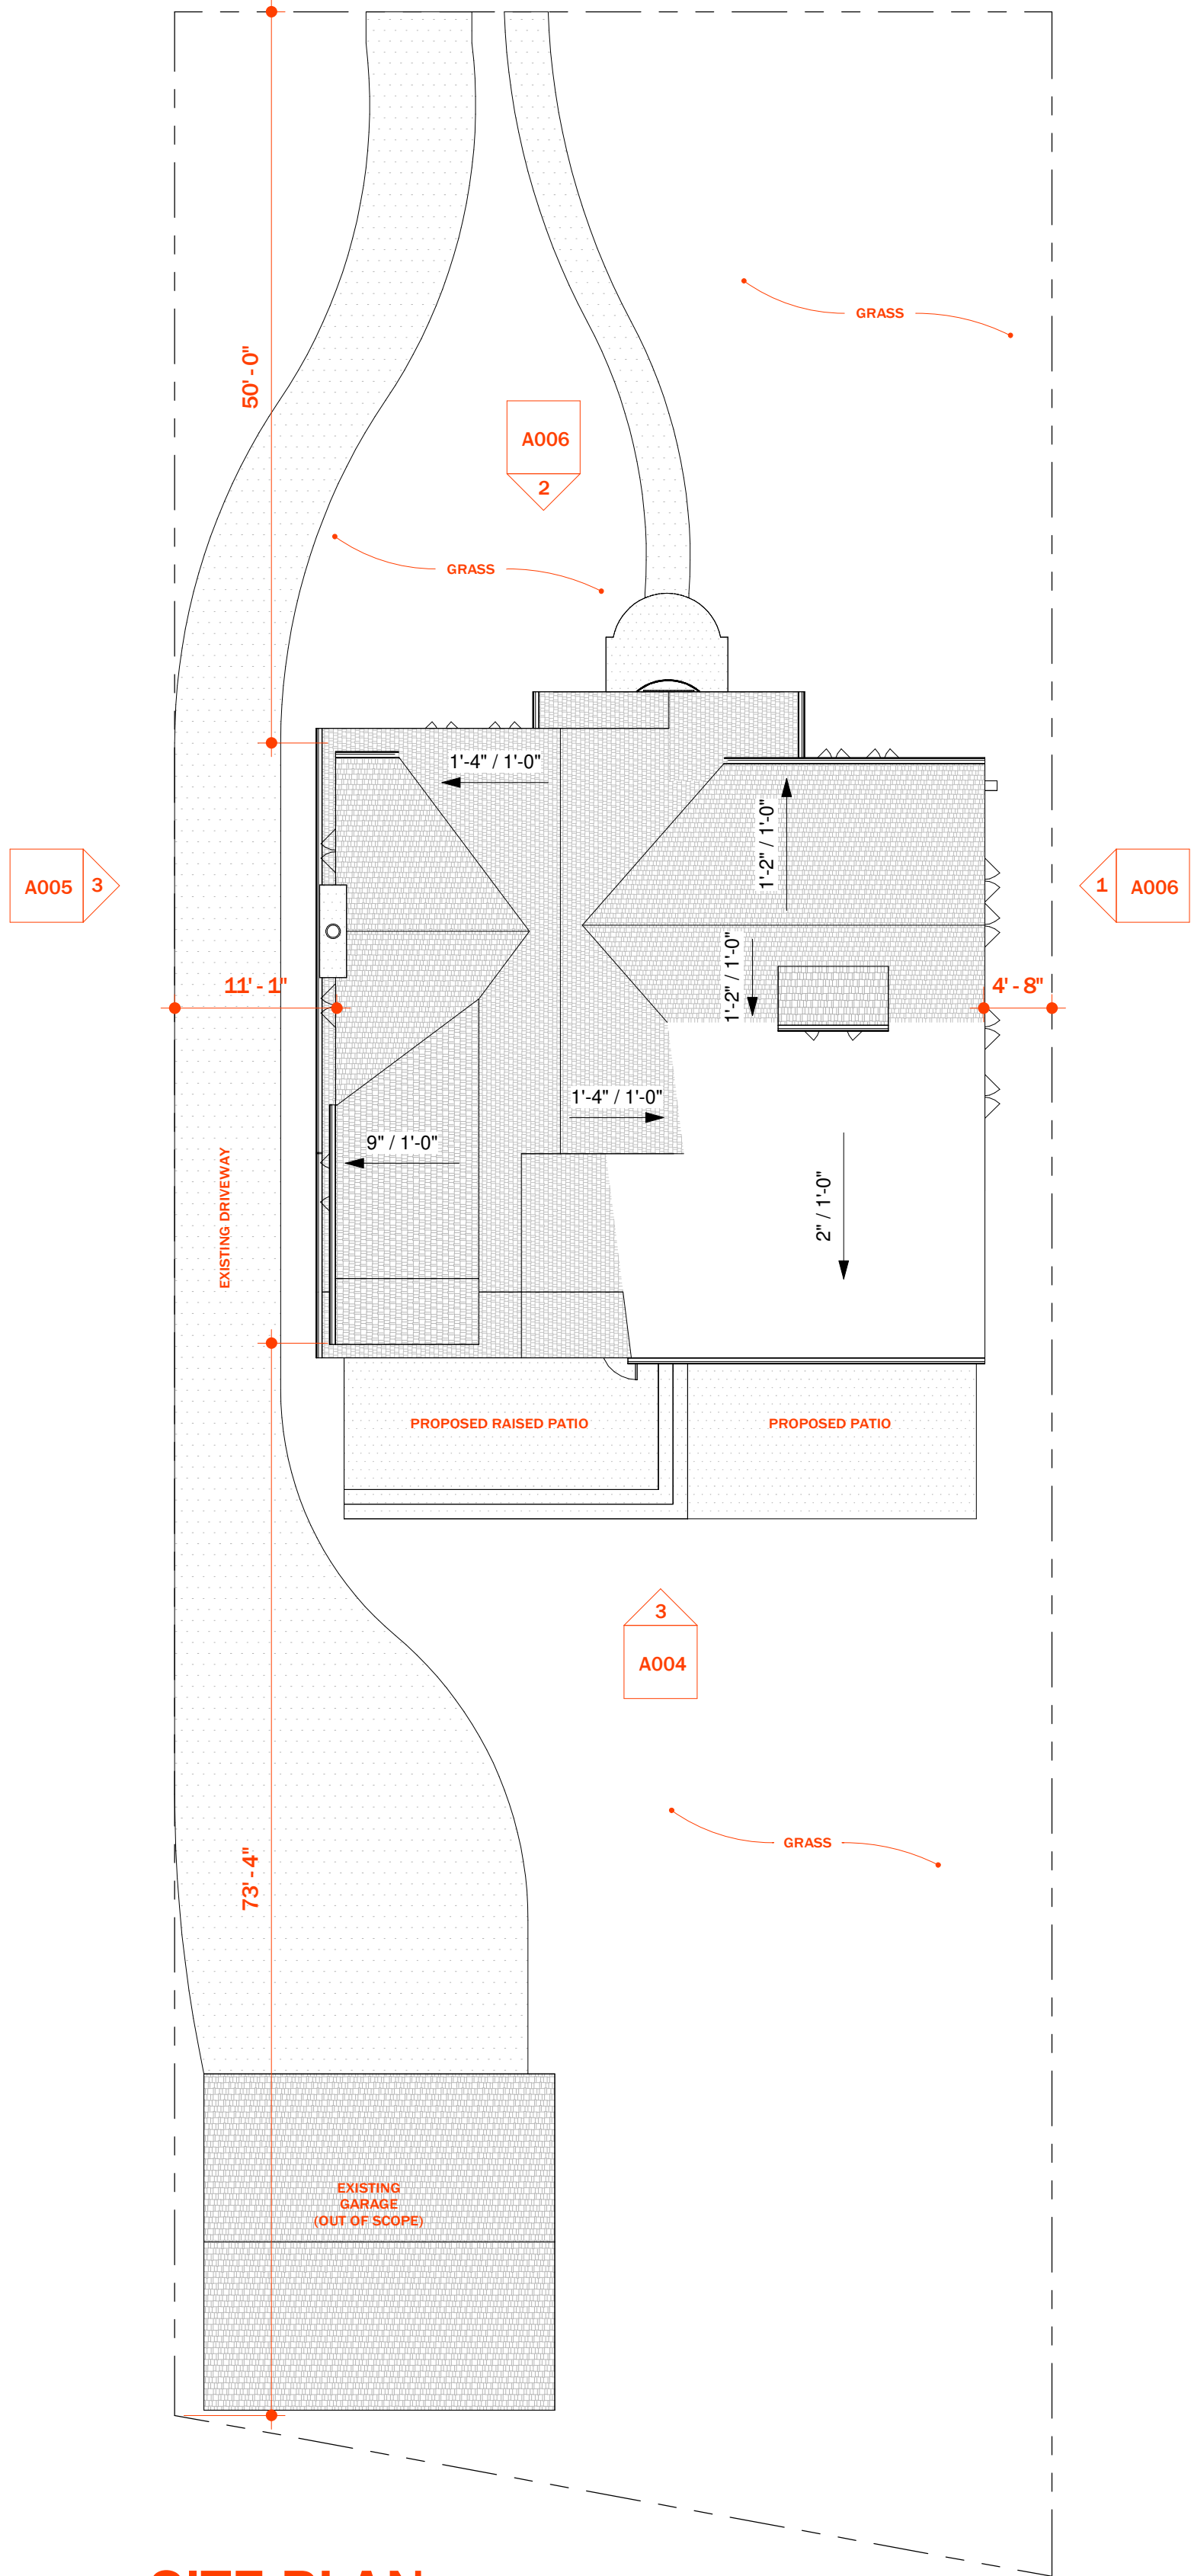 GRASS
50' - 0"
A006
2
GRASS
1'-4" / 1'-0"
1'-2" / 1'-0"
A005
3
1
A006
1'-2" / 1'-0"
11' - 1"
4' - 8"
1'-4" / 1'-0"
9" / 1'-0"
2" / 1'-0"
EXISTING DRIVEWAY
PROPOSED RAISED PATIO
PROPOSED PATIO
3
A004
GRASS
73' - 4"
EXISTING
GARAGE
(OUT OF SCOPE)
SITE PLAN